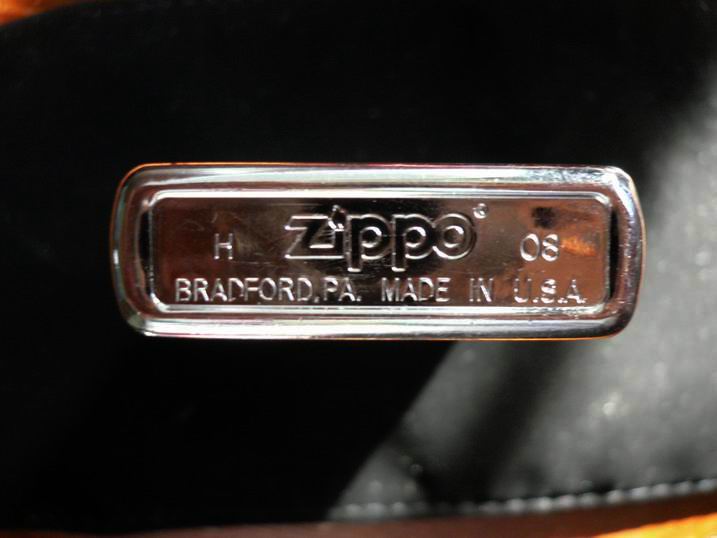 H zippo® 08
BRADFORD,PA. MADE IN U.S.A.